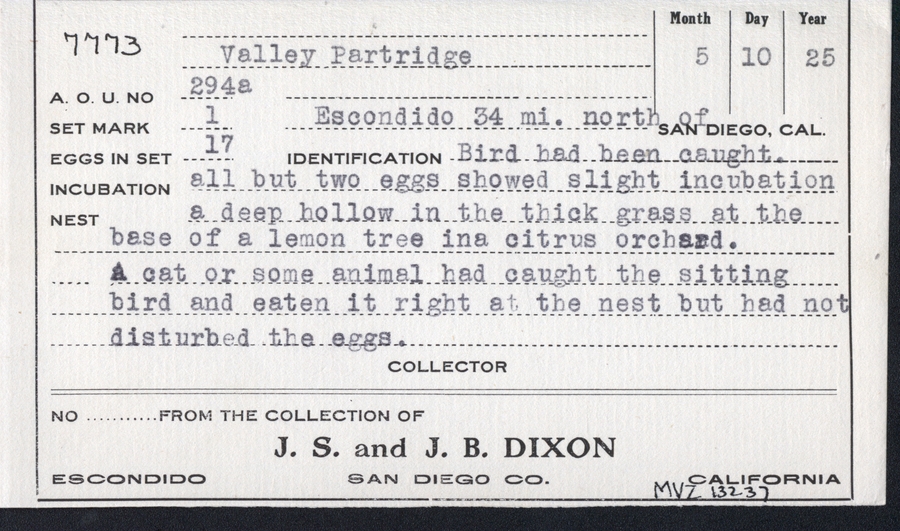 Month Day Year
7773
Valley Partridge 5 10 25
A. O. U. NO 294a
SET MARK 1 Escondido 34 mi. north of SAN DIEGO, CAL.
EGGS IN SET 17 IDENTIFICATION Bird had been caught.
INCUBATION all but two eggs showed slight incubation
NEST a deep hollow in the thick grass at the
base of a lemon tree ina citrus orchard.
A cat or some animal had caught the sitting
bird and eaten it right at the nest but had not
disturbed the eggs.
COLLECTOR
NO ........... FROM THE COLLECTION OF
J. S. and J. B. DIXON
ESCONDIDO SAN DIEGO CO. CALIFORNIA
MVZ 13237